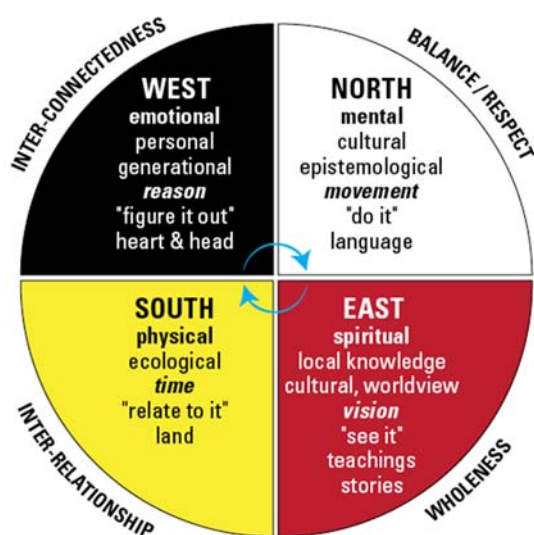 INTER-CONNECTEDNESS
BALANCE / RESPECT
WEST
emotional
personal
generational
reason
"figure it out"
heart & head
NORTH
mental
cultural
epistemological
movement
"do it"
language
SOUTH
physical
ecological
time
"relate to it"
land
EAST
spiritual
local knowledge
cultural, worldview
vision
"see it"
teachings
stories
INTER-RELATIONSHIP
WHOLENESS